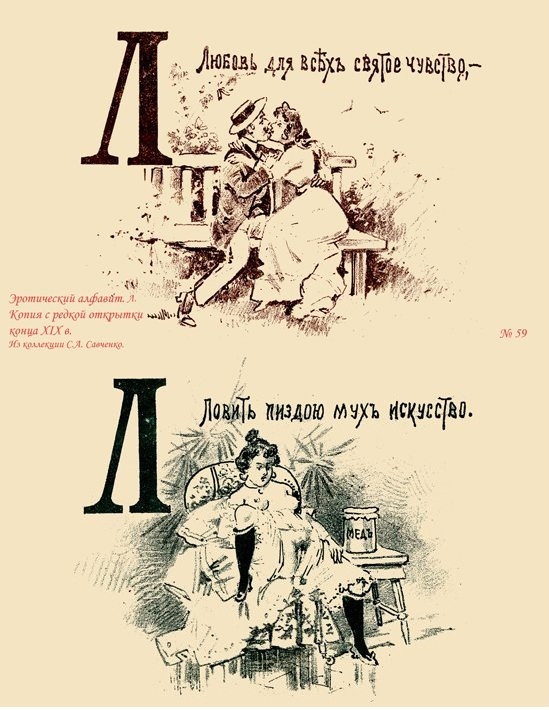 Л
Любовь для всѣхъ святое чувство,—
Эротический алфавит. Л.
Копия с редкой открытки
конца XIX в.
Из коллекции С.А. Савченко.
№ 59
Л
Ловить пиздою мухъ искусство.
МЕДЪ